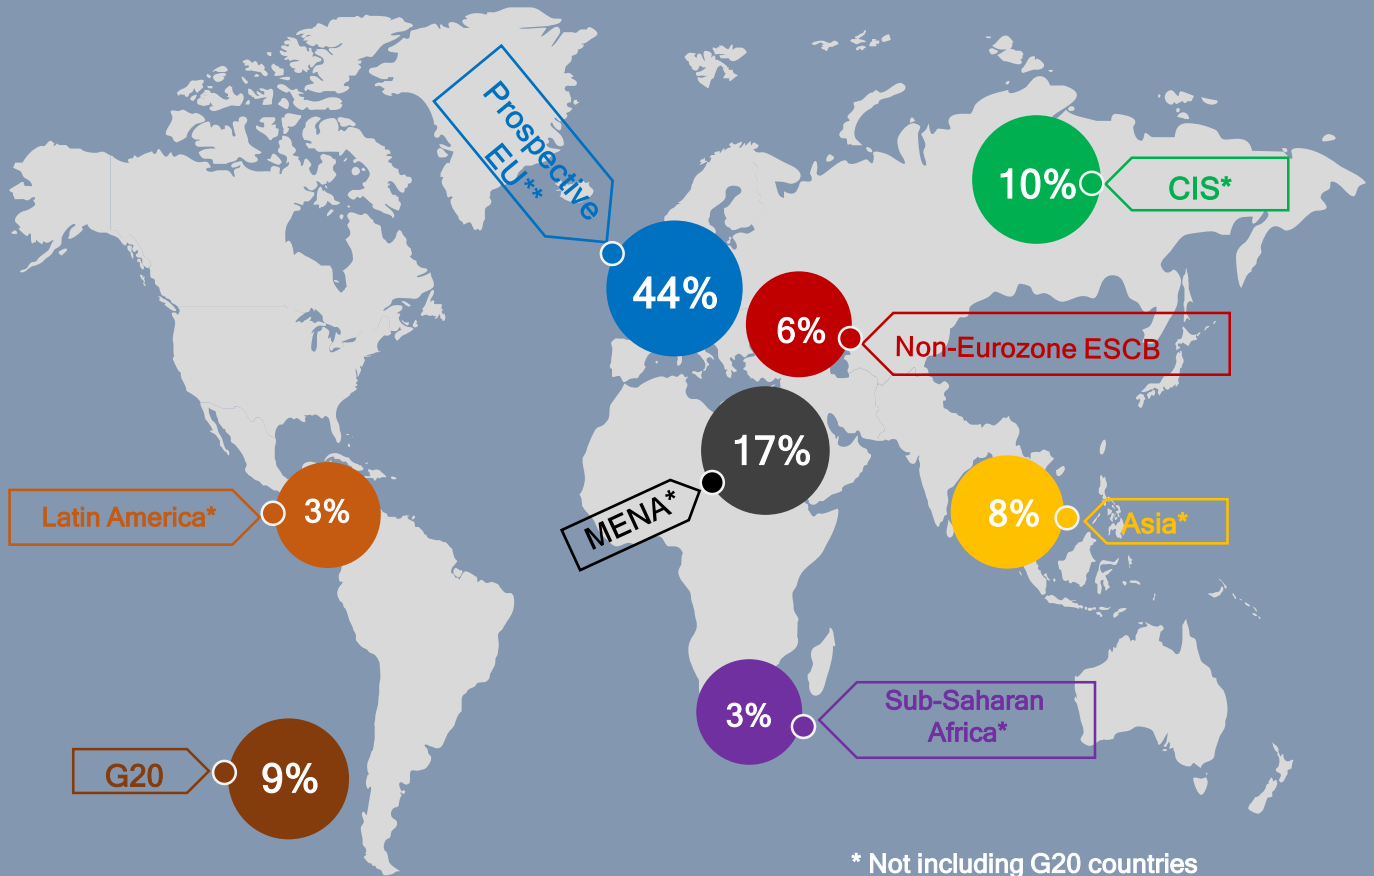 Prospective
EU**
44%
10%
CIS*
6%
Non-Eurozone ESCB
17%
MENA*
Latin America*
3%
8%
Asia*
3%
Sub-Saharan
Africa*
G20
9%
* Not including G20 countries